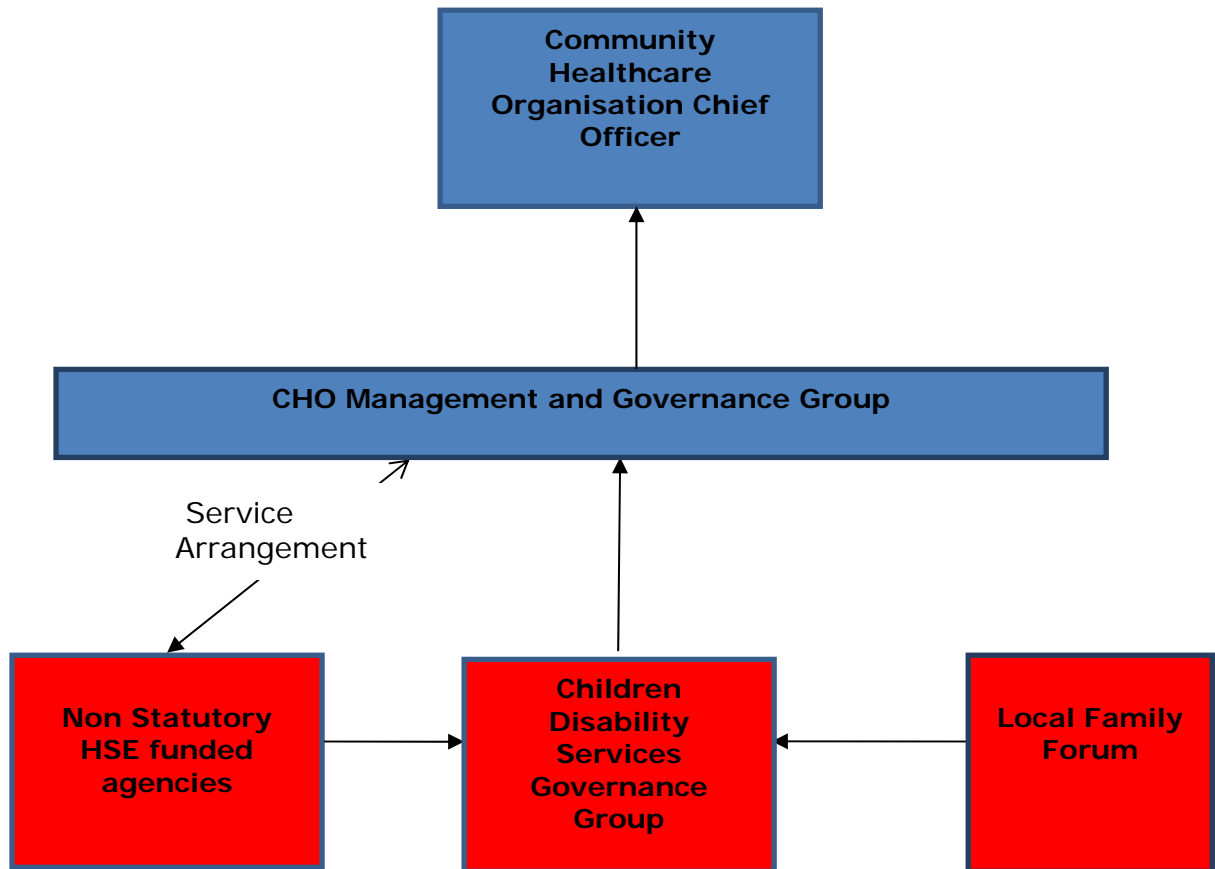 Community
Healthcare
Organisation Chief
Officer
CHO Management and Governance Group
Service
Arrangement
Non Statutory
HSE funded
agencies
Children
Disability
Services
Governance
Group
Local Family
Forum